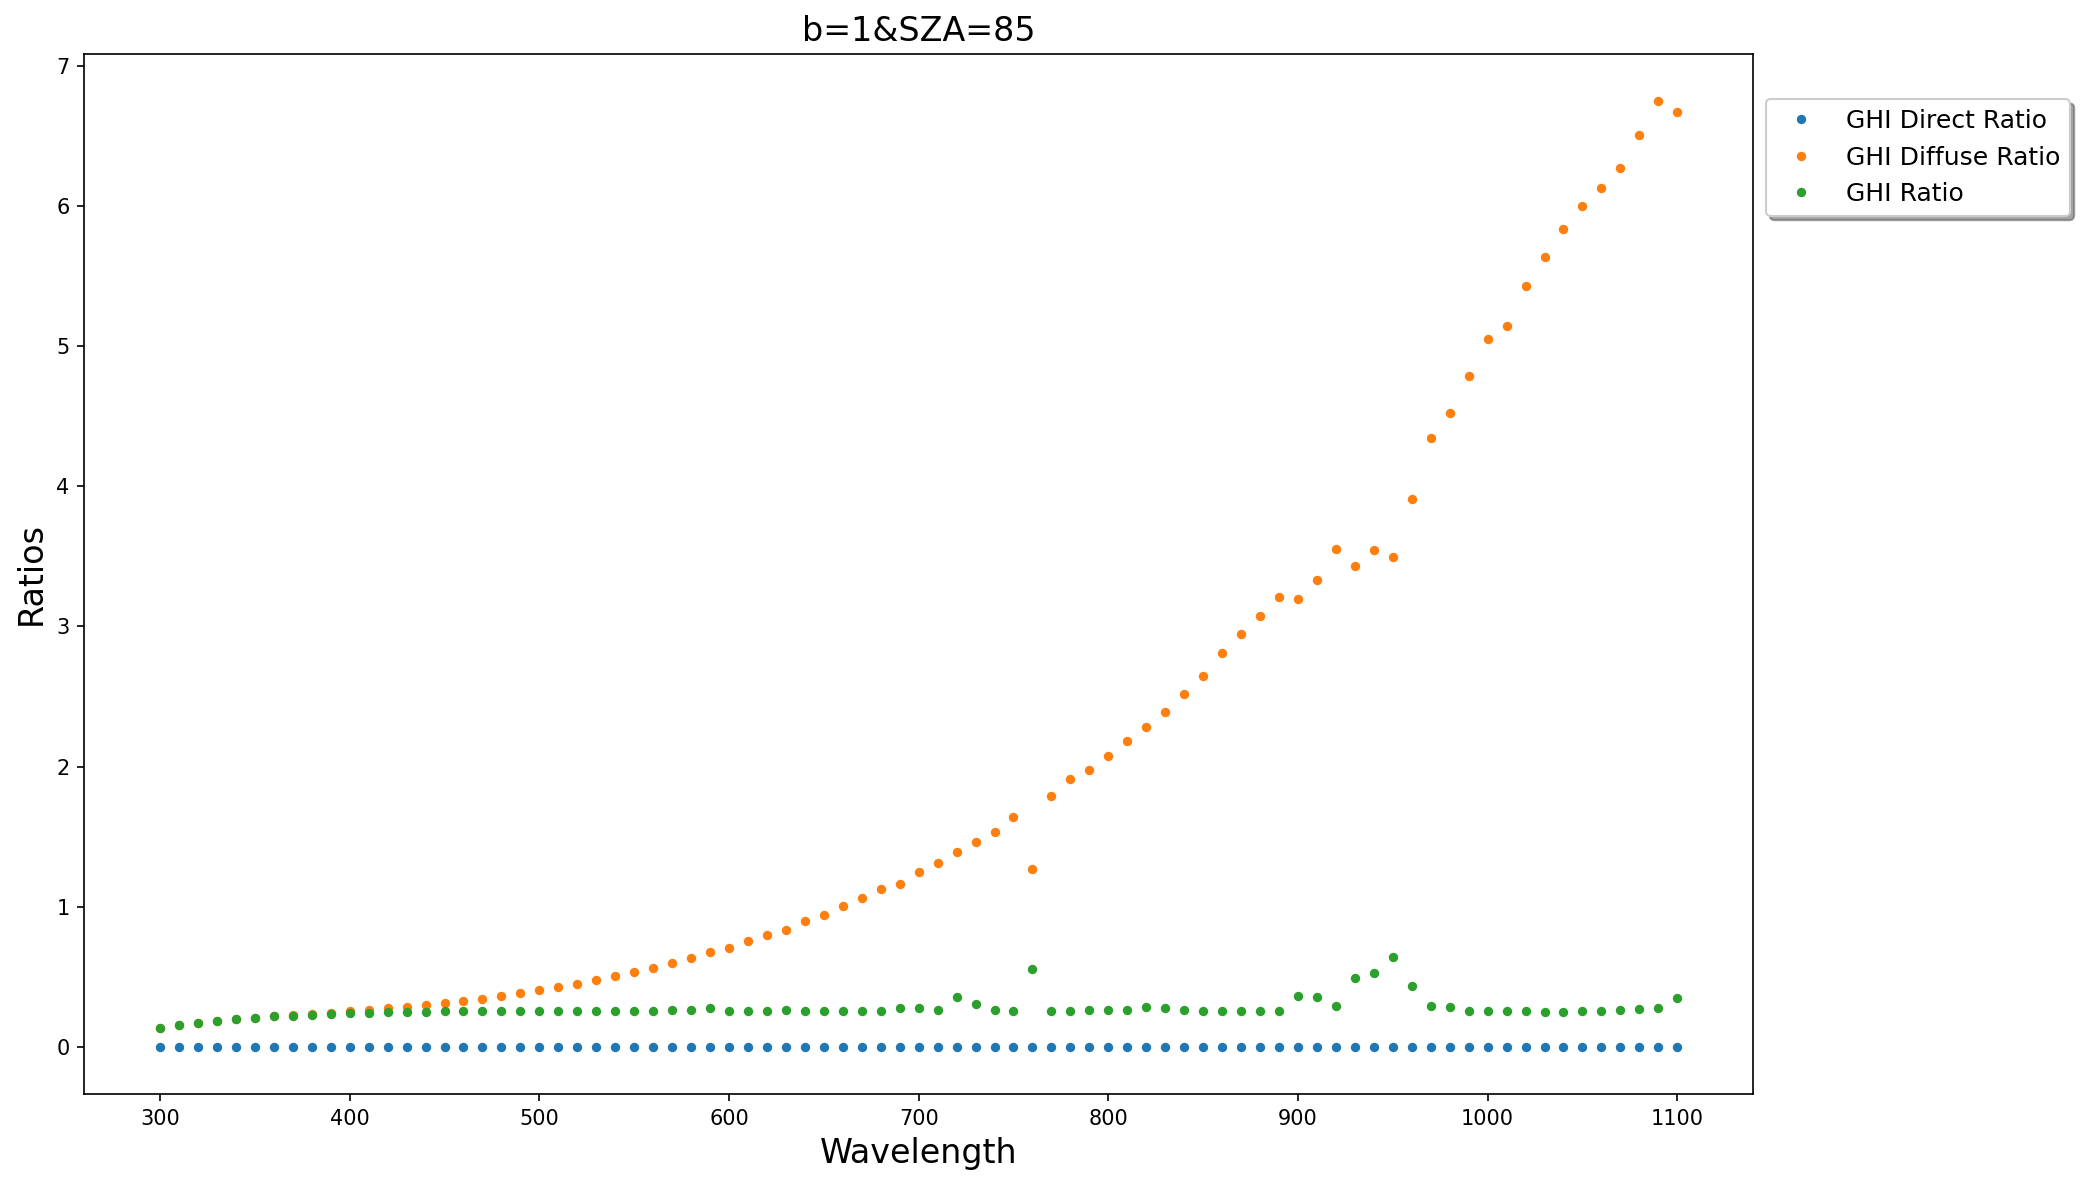 b=1&SZA=85
7
6
5
4
3
2
1
0
Ratios
300 400 500 600 700 800 900 1000 1100
Wavelength
GHI Direct Ratio
GHI Diffuse Ratio
GHI Ratio